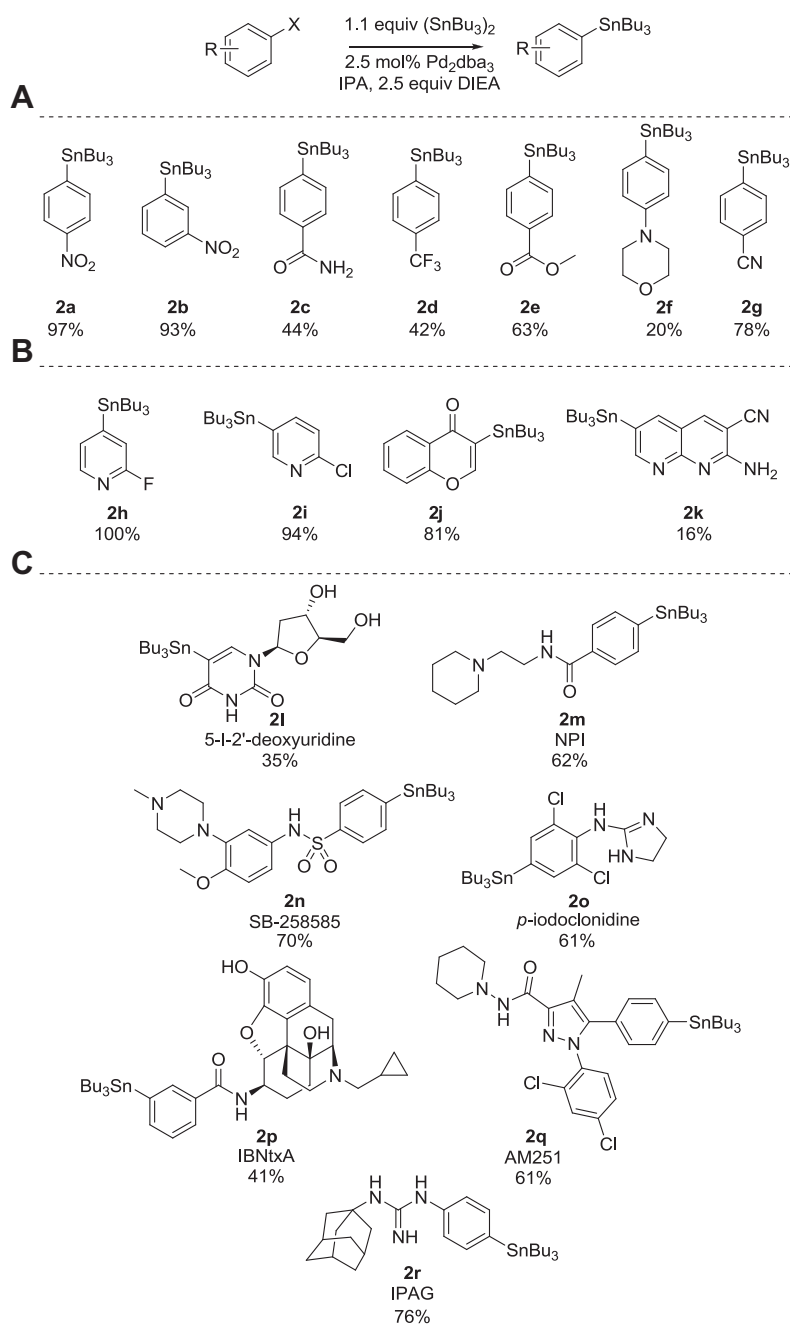 R
X
1.1 equiv (SnBu3)2
2.5 mol% Pd2dba3
IPA, 2.5 equiv DIEA
R
SnBu3
A
SnBu3
NO2
2a
97%
SnBu3
NO2
2b
93%
SnBu3
O
NH2
2c
44%
SnBu3
CF3
2d
42%
SnBu3
O
O
2e
63%
SnBu3
N
O
2f
20%
SnBu3
CN
2g
78%
B
SnBu3
N
F
2h
100%
Bu3Sn
N
Cl
2i
94%
O
SnBu3
O
2j
81%
Bu3Sn
CN
N
N
NH2
2k
16%
C
OH
OH
Bu3Sn
N
O
O
N
H
O
2l
5-I-2'-deoxyuridine
35%
SnBu3
H
N
N
O
2m
NPI
62%
N
N
O
H
N
S
O
O
SnBu3
2n
SB-258585
70%
Cl
H
N
N
HN
Cl
Bu3Sn
2o
p-iodoclonidine
61%
HO
O
OH
O
N
H
N
Bu3Sn
2p
IBNtxA
41%
N
N
H
O
N
N
SnBu3
Cl
Cl
2q
AM251
61%
H
N
H
N
NH
SnBu3
2r
IPAG
76%